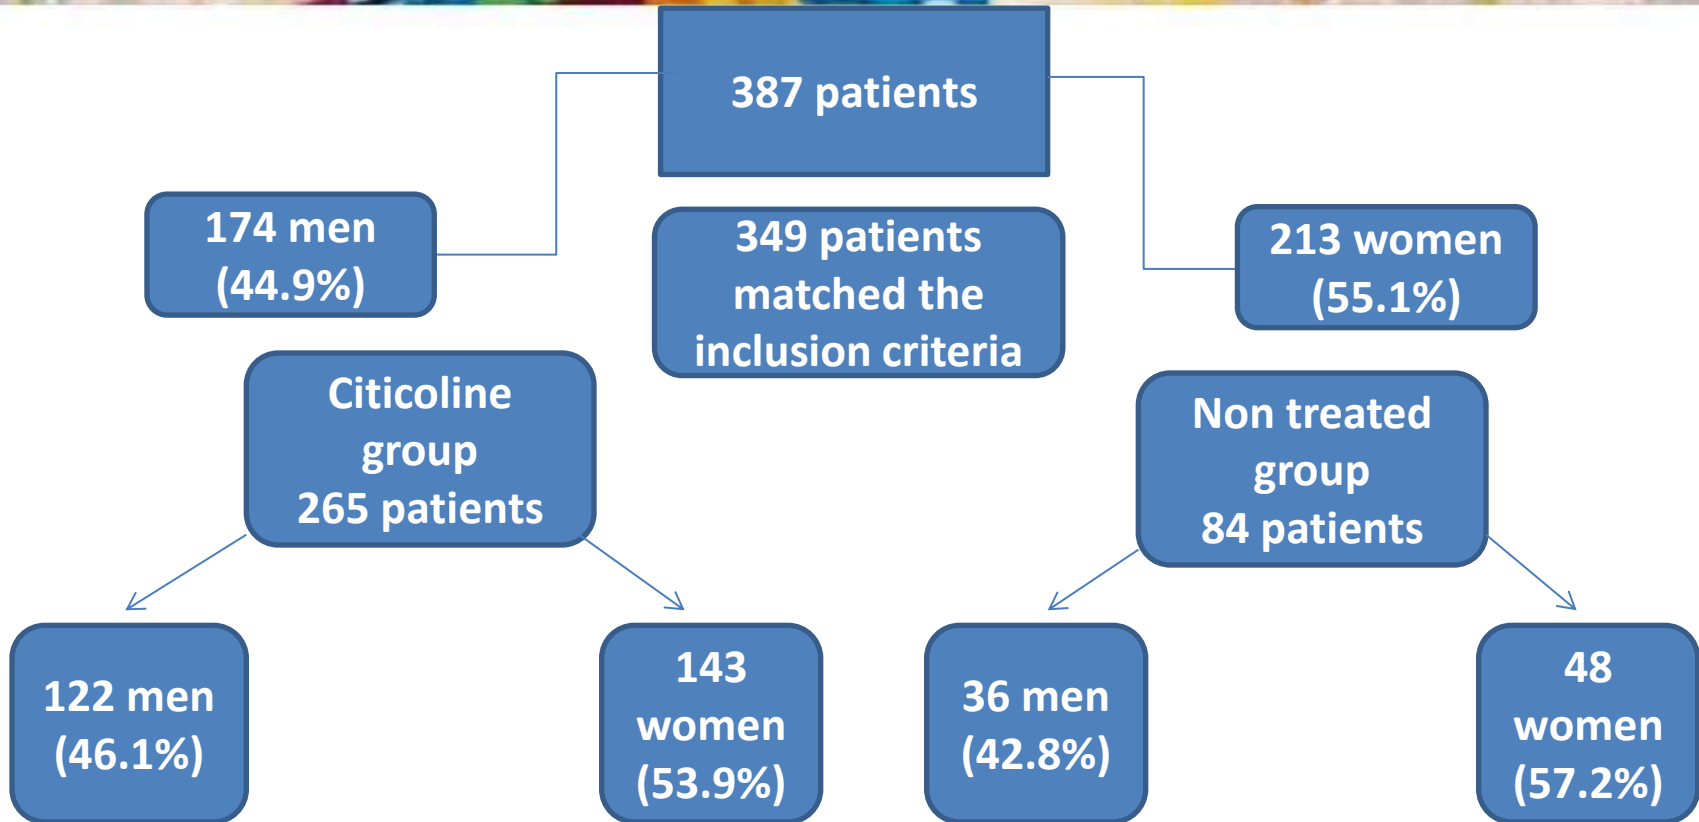 387 patients
174 men
(44.9%)
349 patients
matched the
inclusion criteria
213 women
(55.1%)
Citicoline
group
265 patients
Non treated
group
84 patients
122 men
(46.1%)
143
women
(53.9%)
36 men
(42.8%)
48
women
(57.2%)